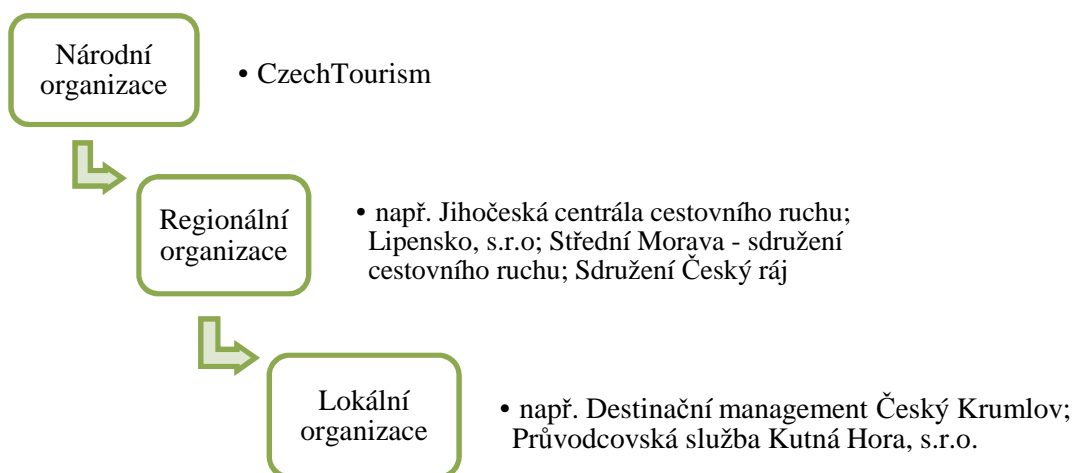 Národní
organizace
• CzechTourism
Regionální
organizace
• např. Jihočeská centrála cestovního ruchu;
Lipensko, s.r.o; Střední Morava - sdružení
cestovního ruchu; Sdružení Český ráj
Lokální
organizace
• např. Destinační management Český Krumlov;
Průvodcovská služba Kutná Hora, s.r.o.